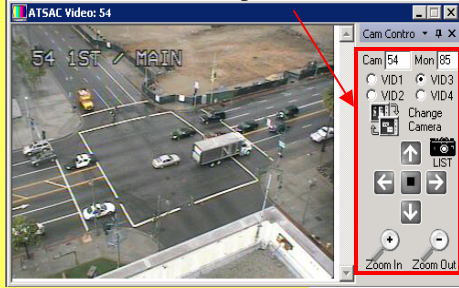 ATSAC Video: 54
Cam Contro
54 1ST / MAIN
Cam 54 Mon 85
VID1 VID3
VID2 VID4
Change
Camera
LIST
Zoom In Zoom Out